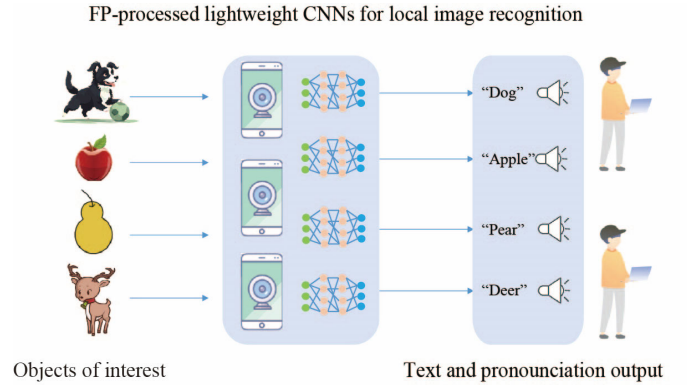 FP-processed lightweight CNNs for local image recognition
“Dog”
“Apple”
“Pear”
“Deer”
Objects of interest
Text and pronounciation output